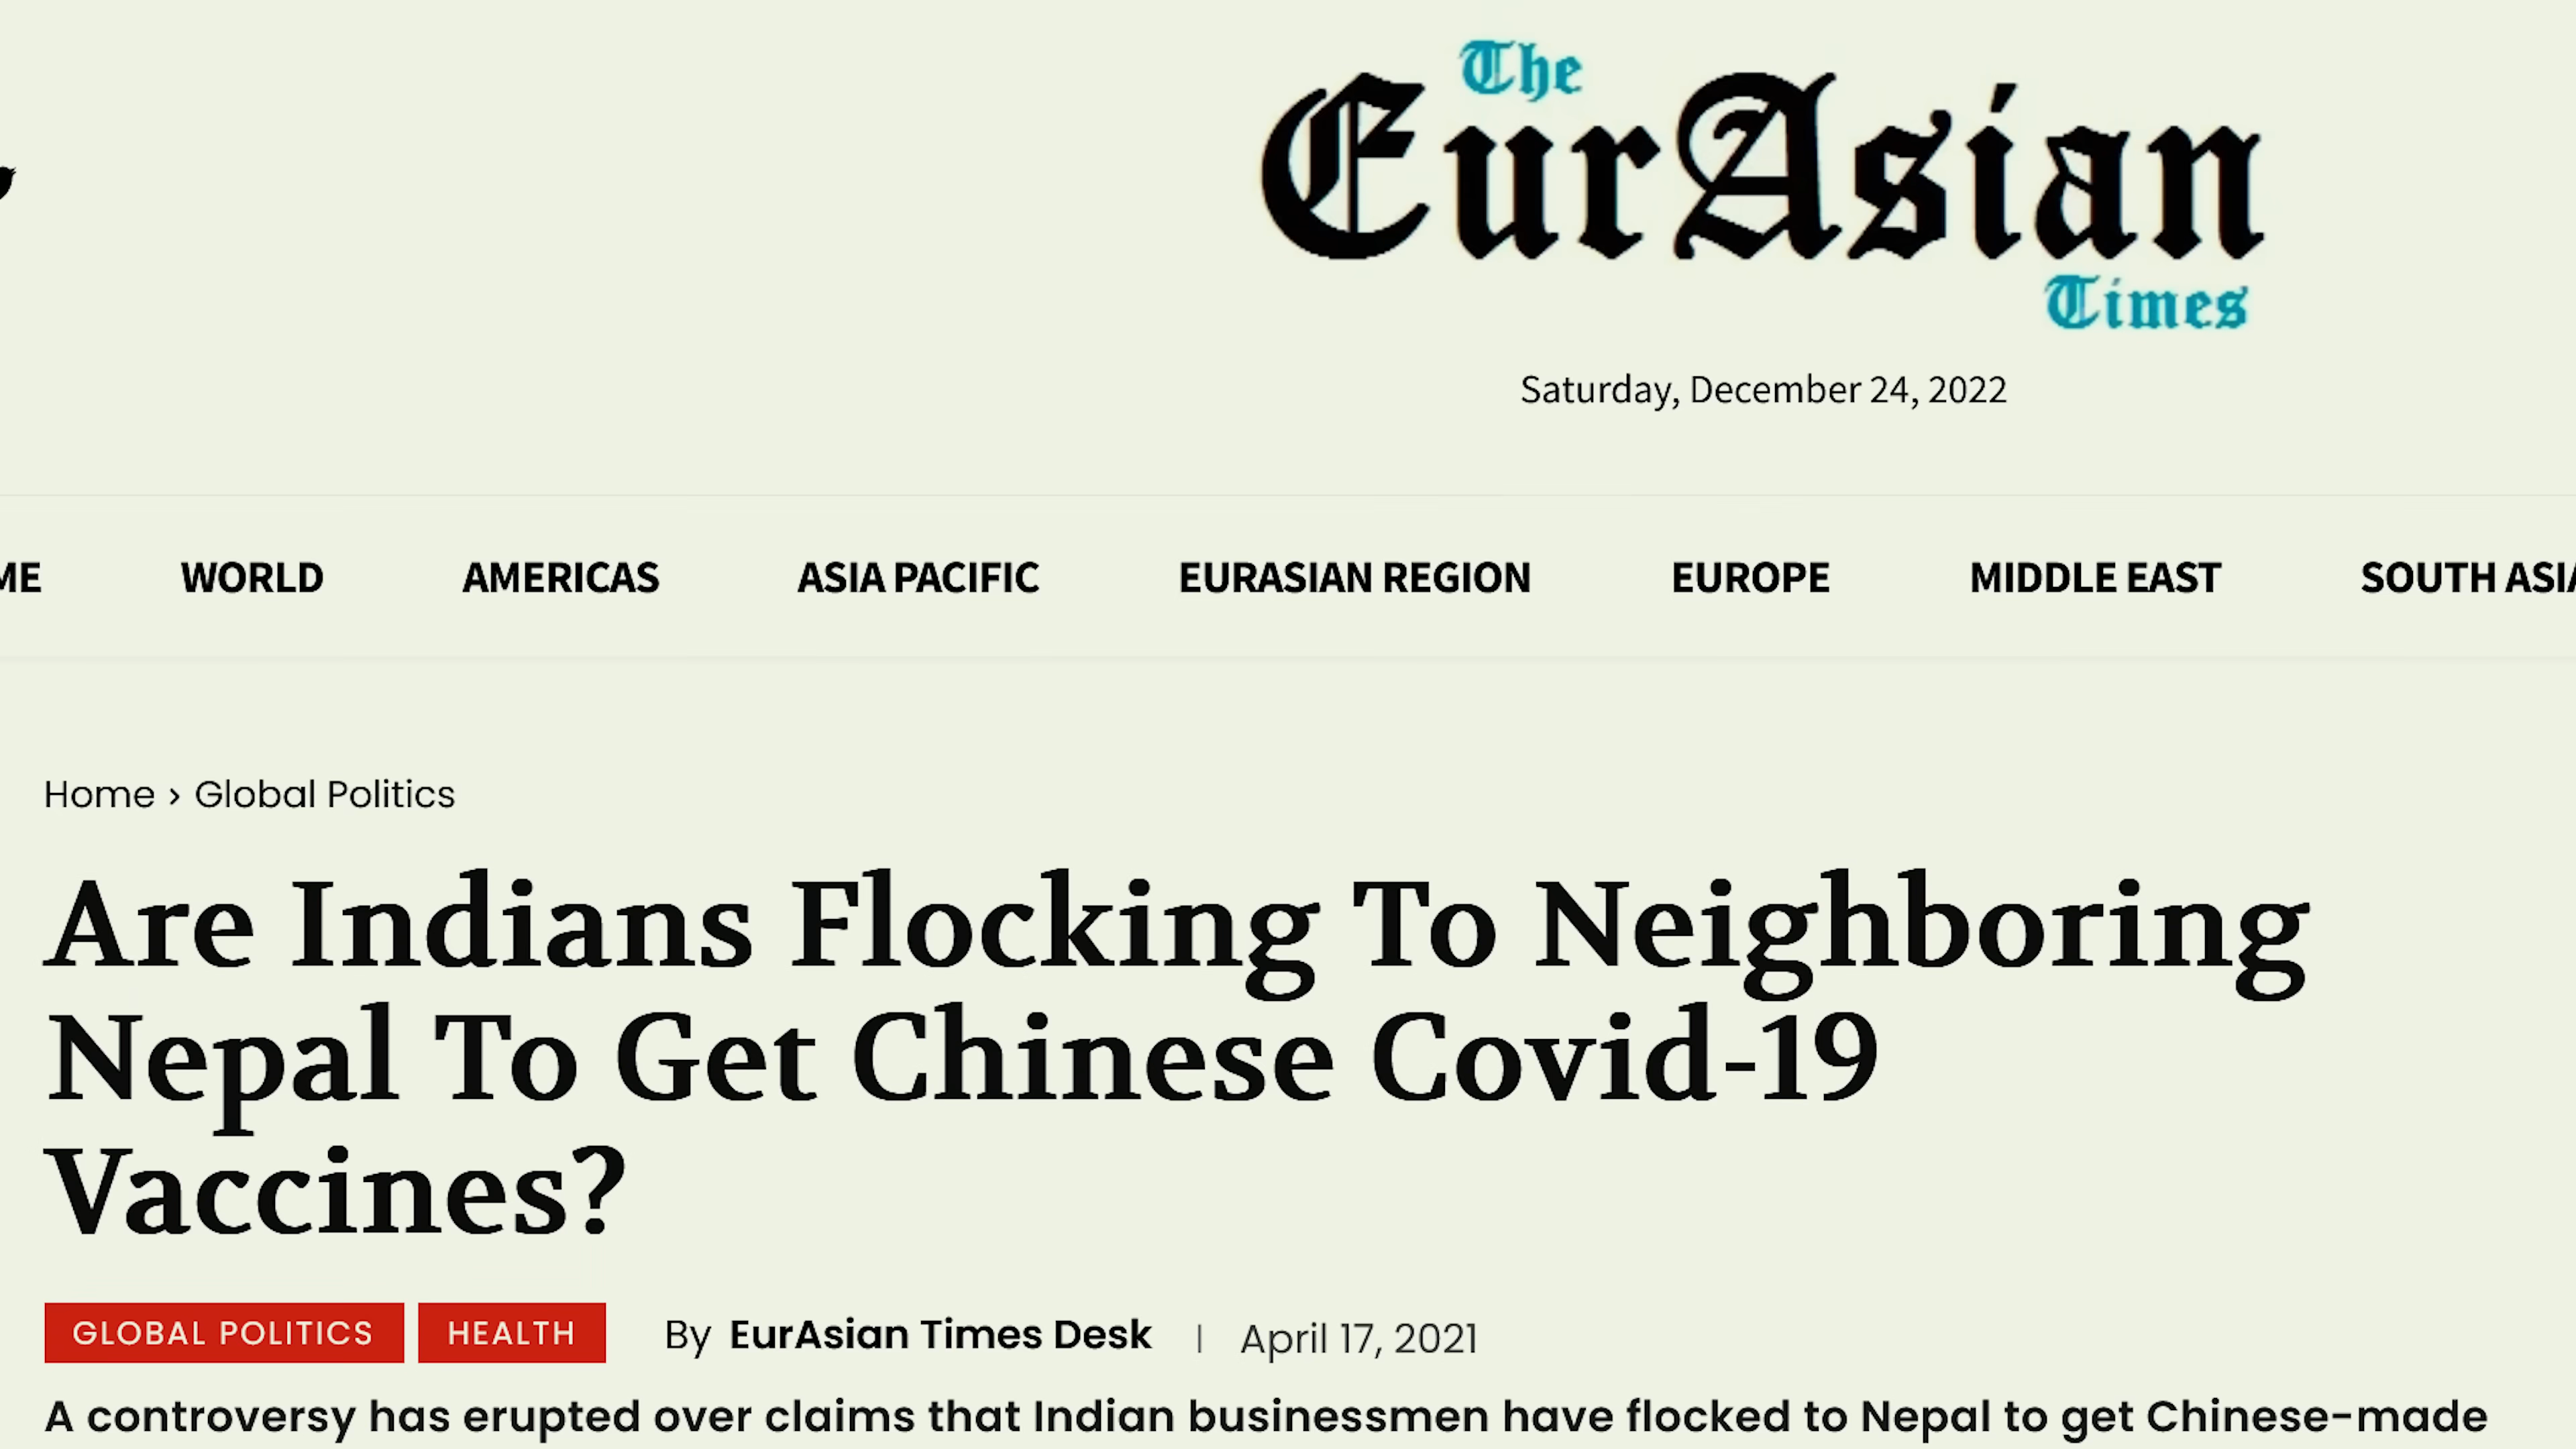 The
EurAsian
Times
Saturday, December 24, 2022
ME WORLD AMERICAS ASIA PACIFIC EURASIAN REGION EUROPE MIDDLE EAST SOUTH ASIA
Home › Global Politics
Are Indians Flocking To Neighboring
Nepal To Get Chinese Covid-19
Vaccines?
GLOBAL POLITICS HEALTH By EurAsian Times Desk | April 17, 2021
A controversy has erupted over claims that Indian businessmen have flocked to Nepal to get Chinese-made